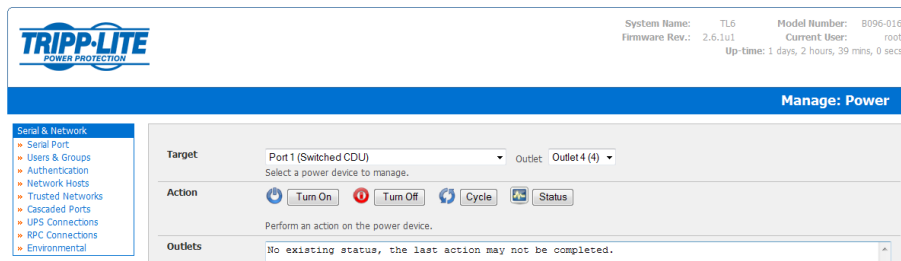 TRIPP·LITE
POWER PROTECTION
System Name: TL6 Model Number: B096-016
Firmware Rev.: 2.6.1u1 Current User: root
Up-time: 1 days, 2 hours, 39 mins, 0 secs
Manage: Power
Serial & Network
» Serial Port
» Users & Groups
» Authentication
» Network Hosts
» Trusted Networks
» Cascaded Ports
» UPS Connections
» RPC Connections
» Environmental
Target Port 1 (Switched CDU) Outlet Outlet 4 (4)
Select a power device to manage.
Action Turn On Turn Off Cycle Status
Perform an action on the power device.
Outlets No existing status, the last action may not be completed.